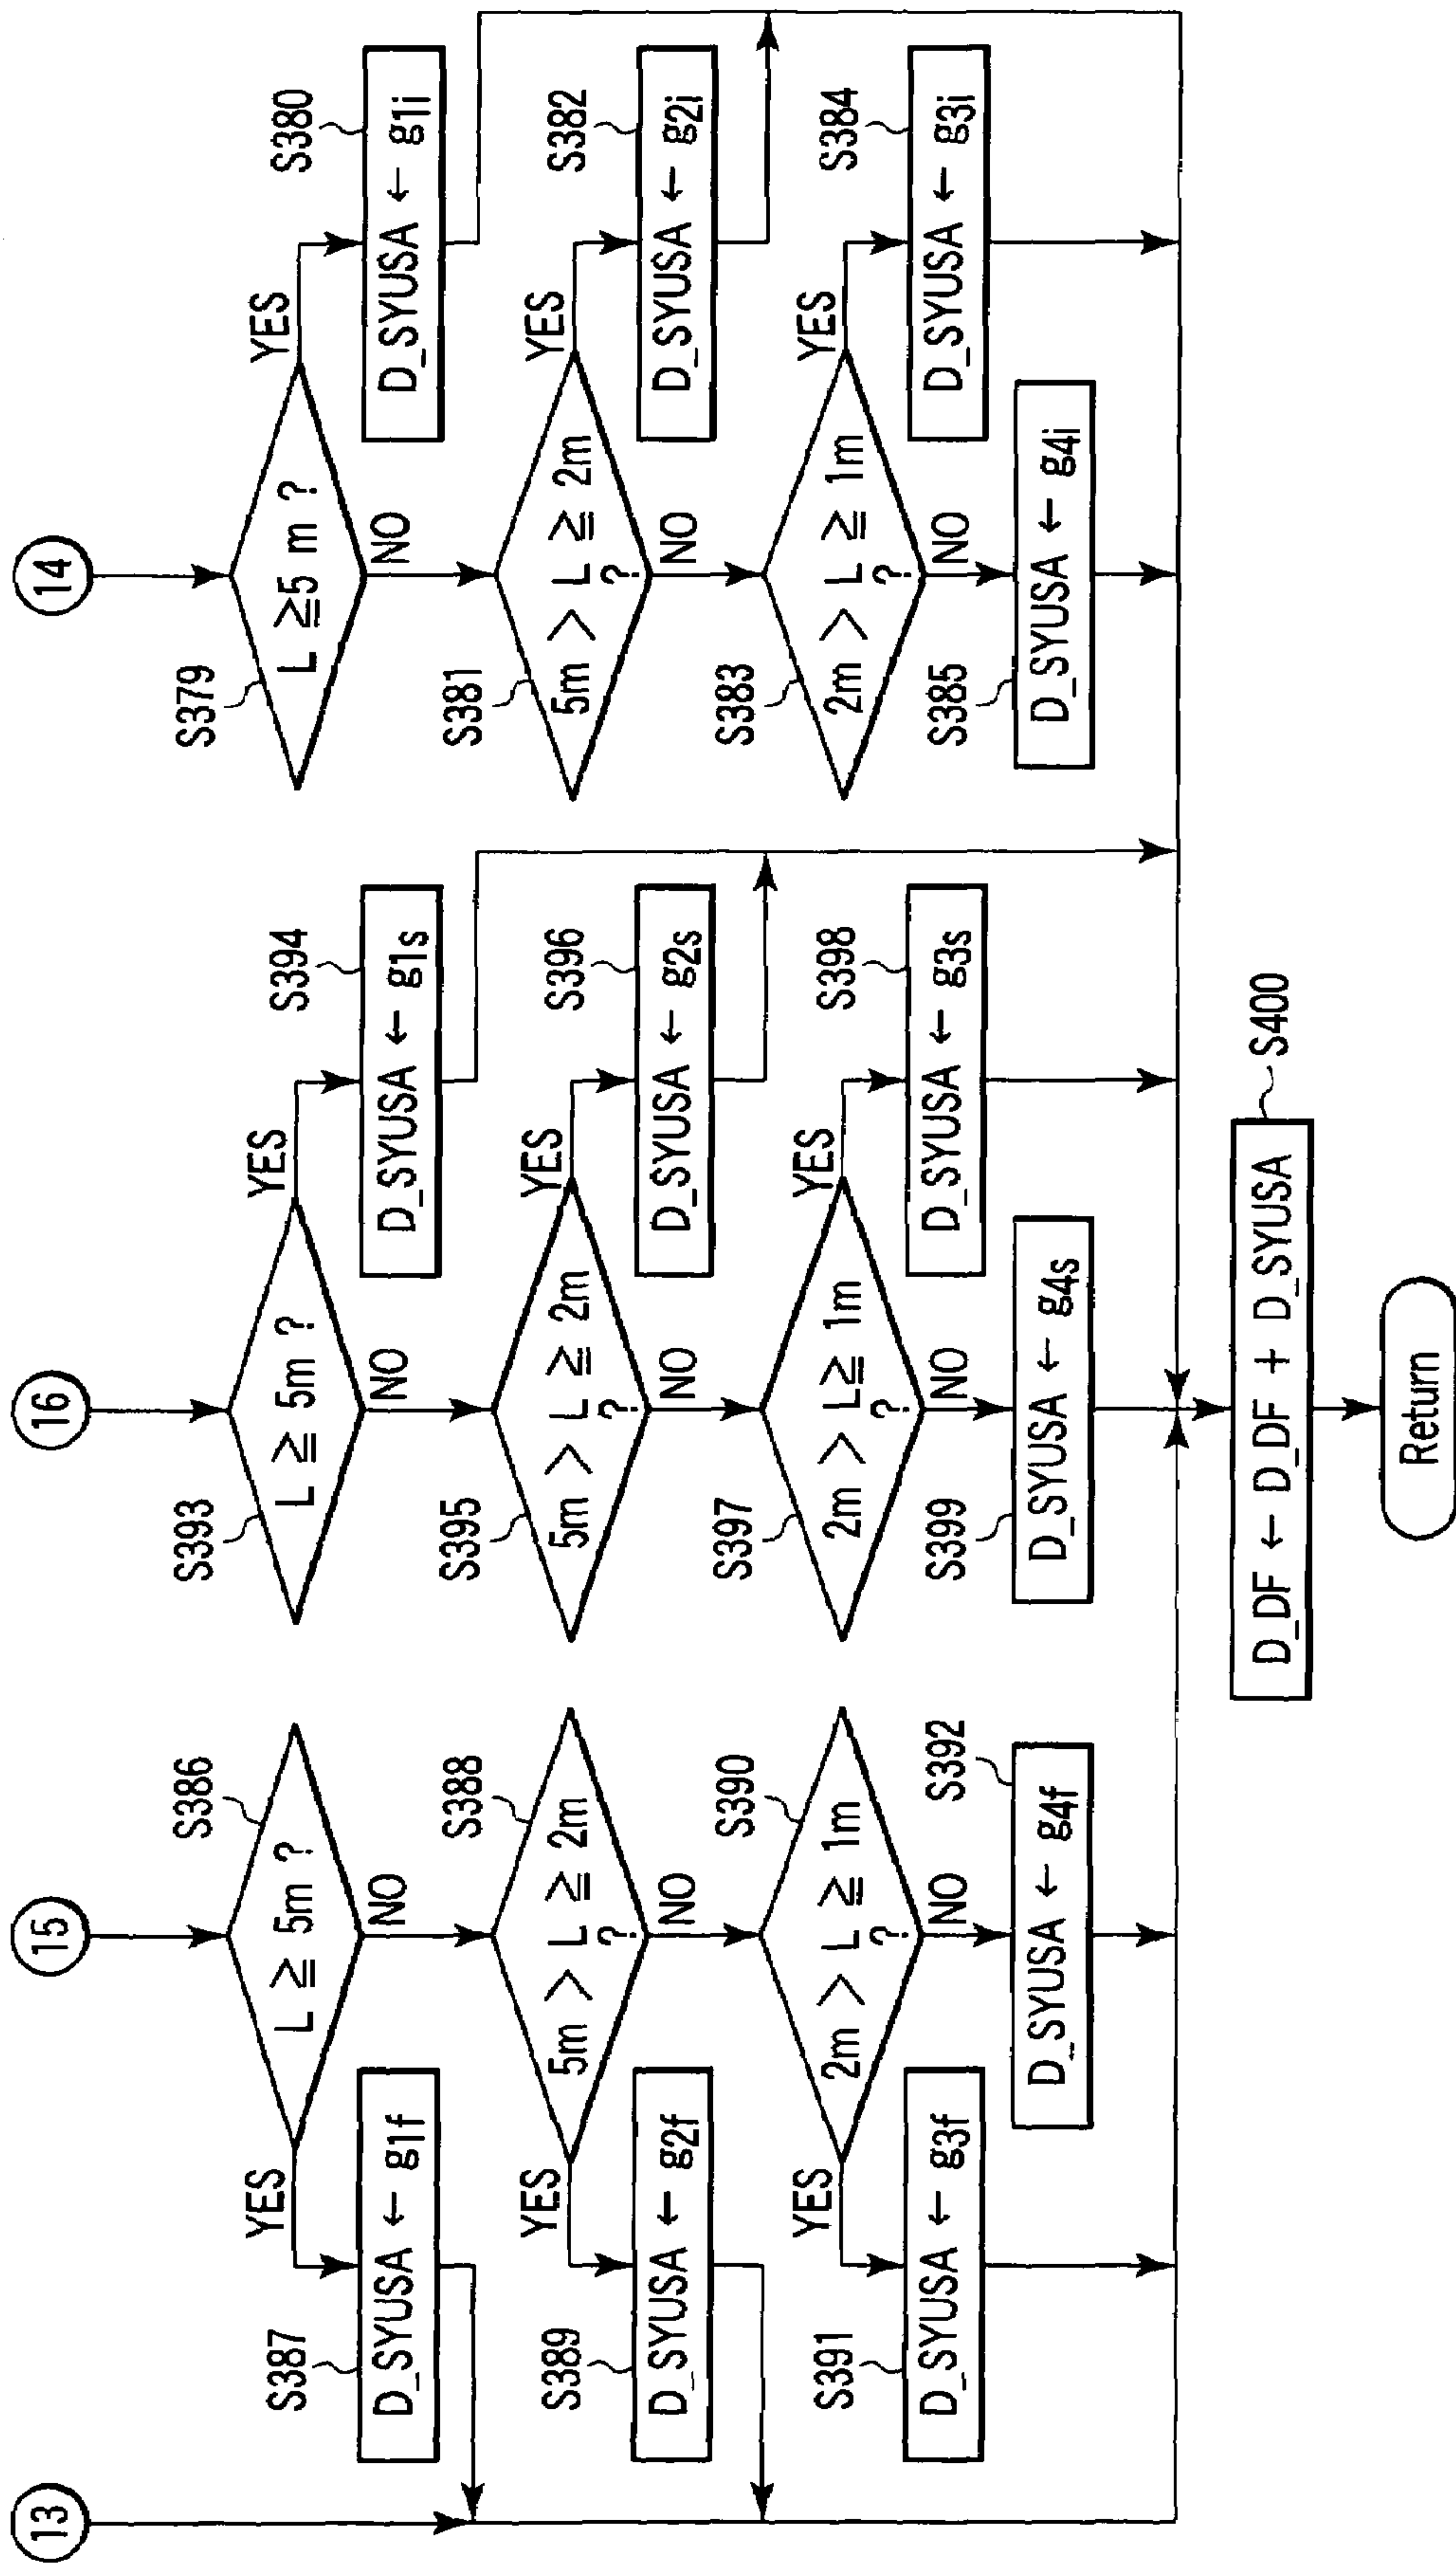 13
15
16
14
S386
L ≧ 5m ?
YES
NO
S387
D_SYUSA ← g1f
S388
5m > L ≧ 2m
?
YES
NO
S389
D_SYUSA ← g2f
S390
2m > L ≧ 1m
?
YES
NO
S391
D_SYUSA ← g3f
S392
D_SYUSA ← g4f
S393
L ≧ 5m ?
YES
NO
S394
D_SYUSA ← g1s
S395
5m > L ≧ 2m
?
YES
NO
S396
D_SYUSA ← g2s
S397
2m > L ≧ 1m
?
YES
NO
S398
D_SYUSA ← g3s
S399
D_SYUSA ← g4s
S379
L ≧5 m ?
YES
NO
S380
D_SYUSA ← g1i
S381
5m > L ≧ 2m
?
YES
NO
S382
D_SYUSA ← g2i
S383
2m > L ≧ 1m
?
YES
NO
S384
D_SYUSA ← g3i
S385
D_SYUSA ← g4i
D_DF ← D_DF + D_SYUSA
S400
Return